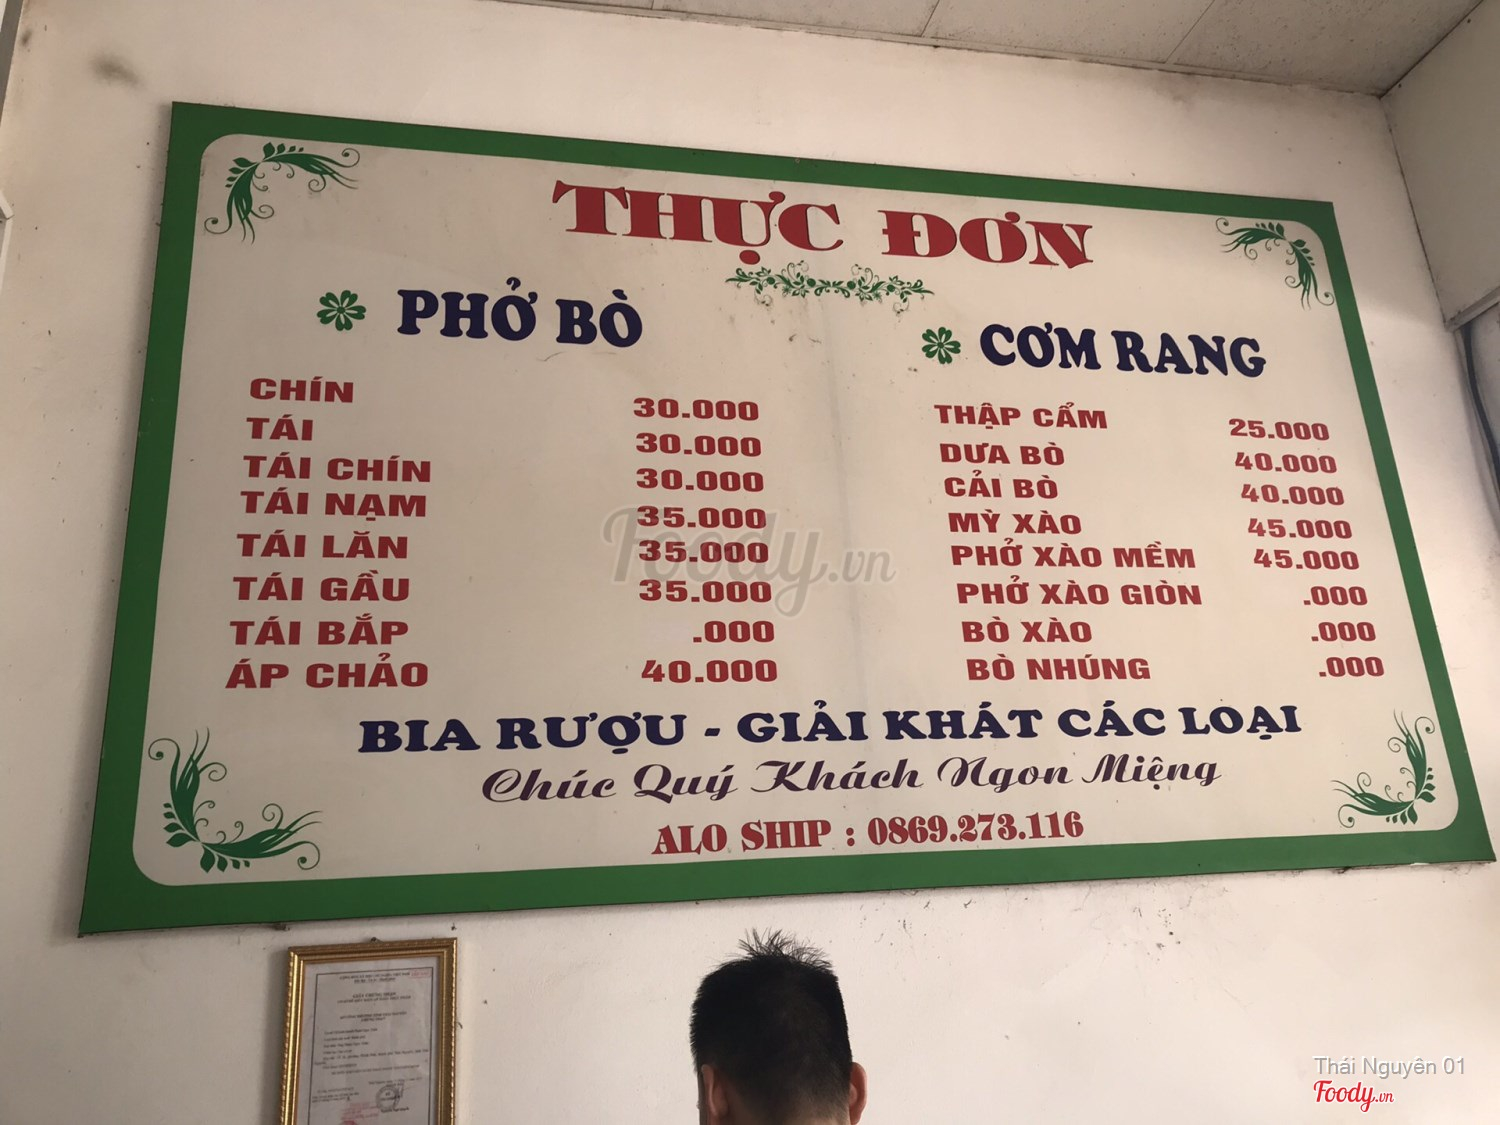 THỰC ĐƠN
PHỞ BÒ
CHÍN 30.000
TÁI 30.000
TÁI CHÍN 30.000
TÁI NẠM 35.000
TÁI LĂN 35.000
TÁI GẦU 35.000
TÁI BẮP .000
ÁP CHẢO 40.000
CƠM RANG
THẬP CẨM 25.000
DƯA BÒ 40.000
CẢI BÒ 40.000
MỲ XÀO 45.000
PHỞ XÀO MỀM 45.000
PHỞ XÀO GIÒN .000
BÒ XÀO .000
BÒ NHÚNG .000
BIA RƯỢU - GIẢI KHÁT CÁC LOẠI
Chúc Quý Khách Ngon Miệng
ALO SHIP : 0869.273.116
Foody.vn
Thái Nguyên 01
Foody.vn